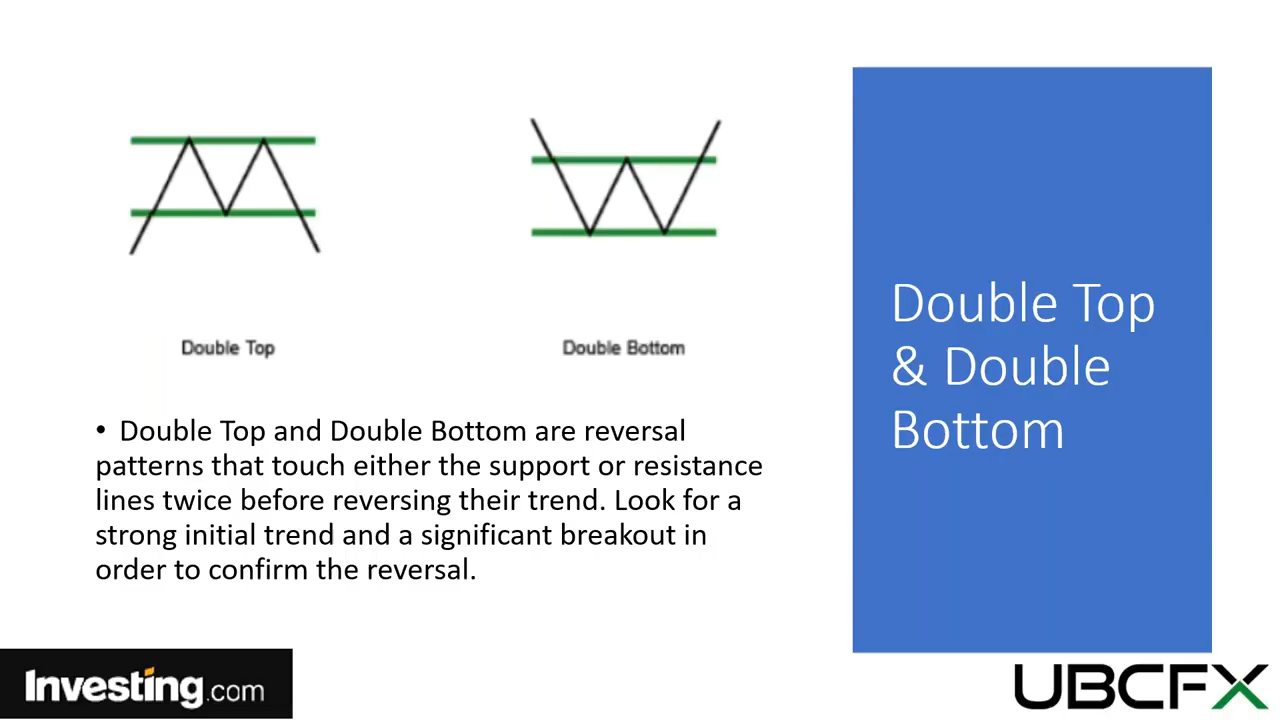 Double Top
Double Bottom
• Double Top and Double Bottom are reversal
patterns that touch either the support or resistance
lines twice before reversing their trend. Look for a
strong initial trend and a significant breakout in
order to confirm the reversal.
Double Top
& Double
Bottom
Investing.com
UBCFX